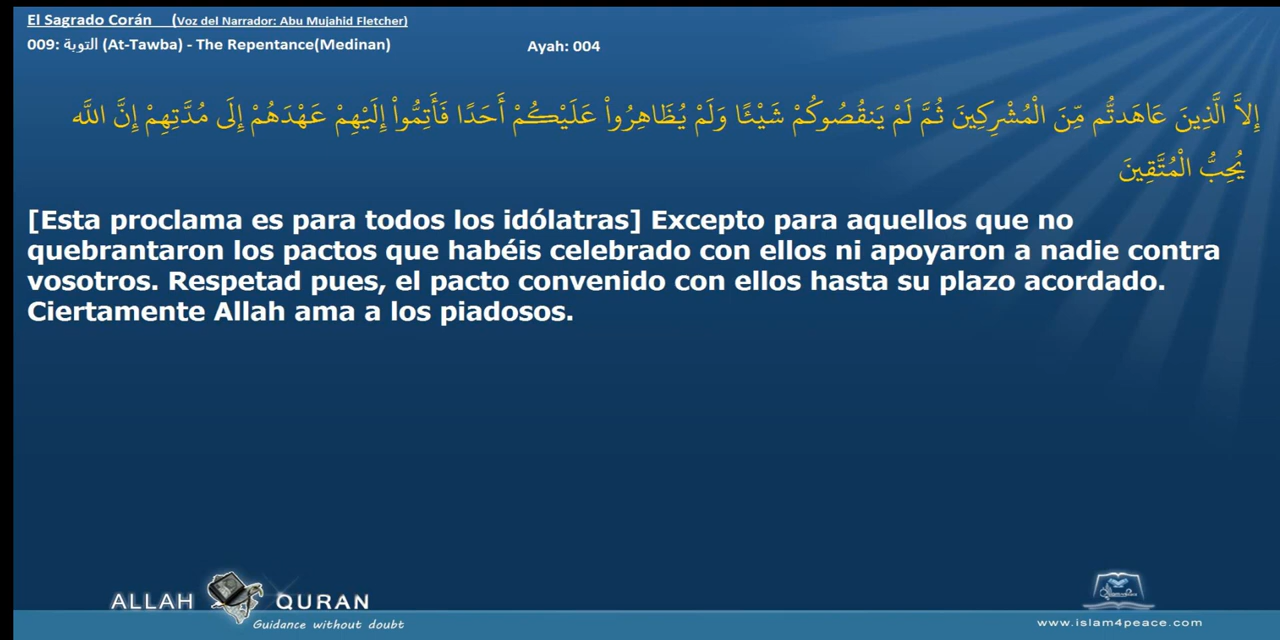 El Sagrado Corán (Voz del Narrador: Abu Mujahid Fletcher)
009: التوبة (At-Tawba) - The Repentance(Medinan) Ayah: 004
إِلاَّ الَّذِينَ عَاهَدتُّم مِّنَ الْمُشْرِكِينَ ثُمَّ لَمْ يَنقُصُوكُمْ شَيْئًا وَلَمْ يُظَاهِرُواْ عَلَيْكُمْ أَحَدًا فَأَتِمُّواْ إِلَيْهِمْ عَهْدَهُمْ إِلَى مُدَّتِهِمْ إِنَّ اللَّه
يُحِبُّ الْمُتَّقِينَ
[Esta proclama es para todos los idólatras] Excepto para aquellos que no
quebrantaron los pactos que habéis celebrado con ellos ni apoyaron a nadie contra
vosotros. Respetad pues, el pacto convenido con ellos hasta su plazo acordado.
Ciertamente Allah ama a los piadosos.
ALLAH QURAN
Guidance without doubt
www.islam4peace.com